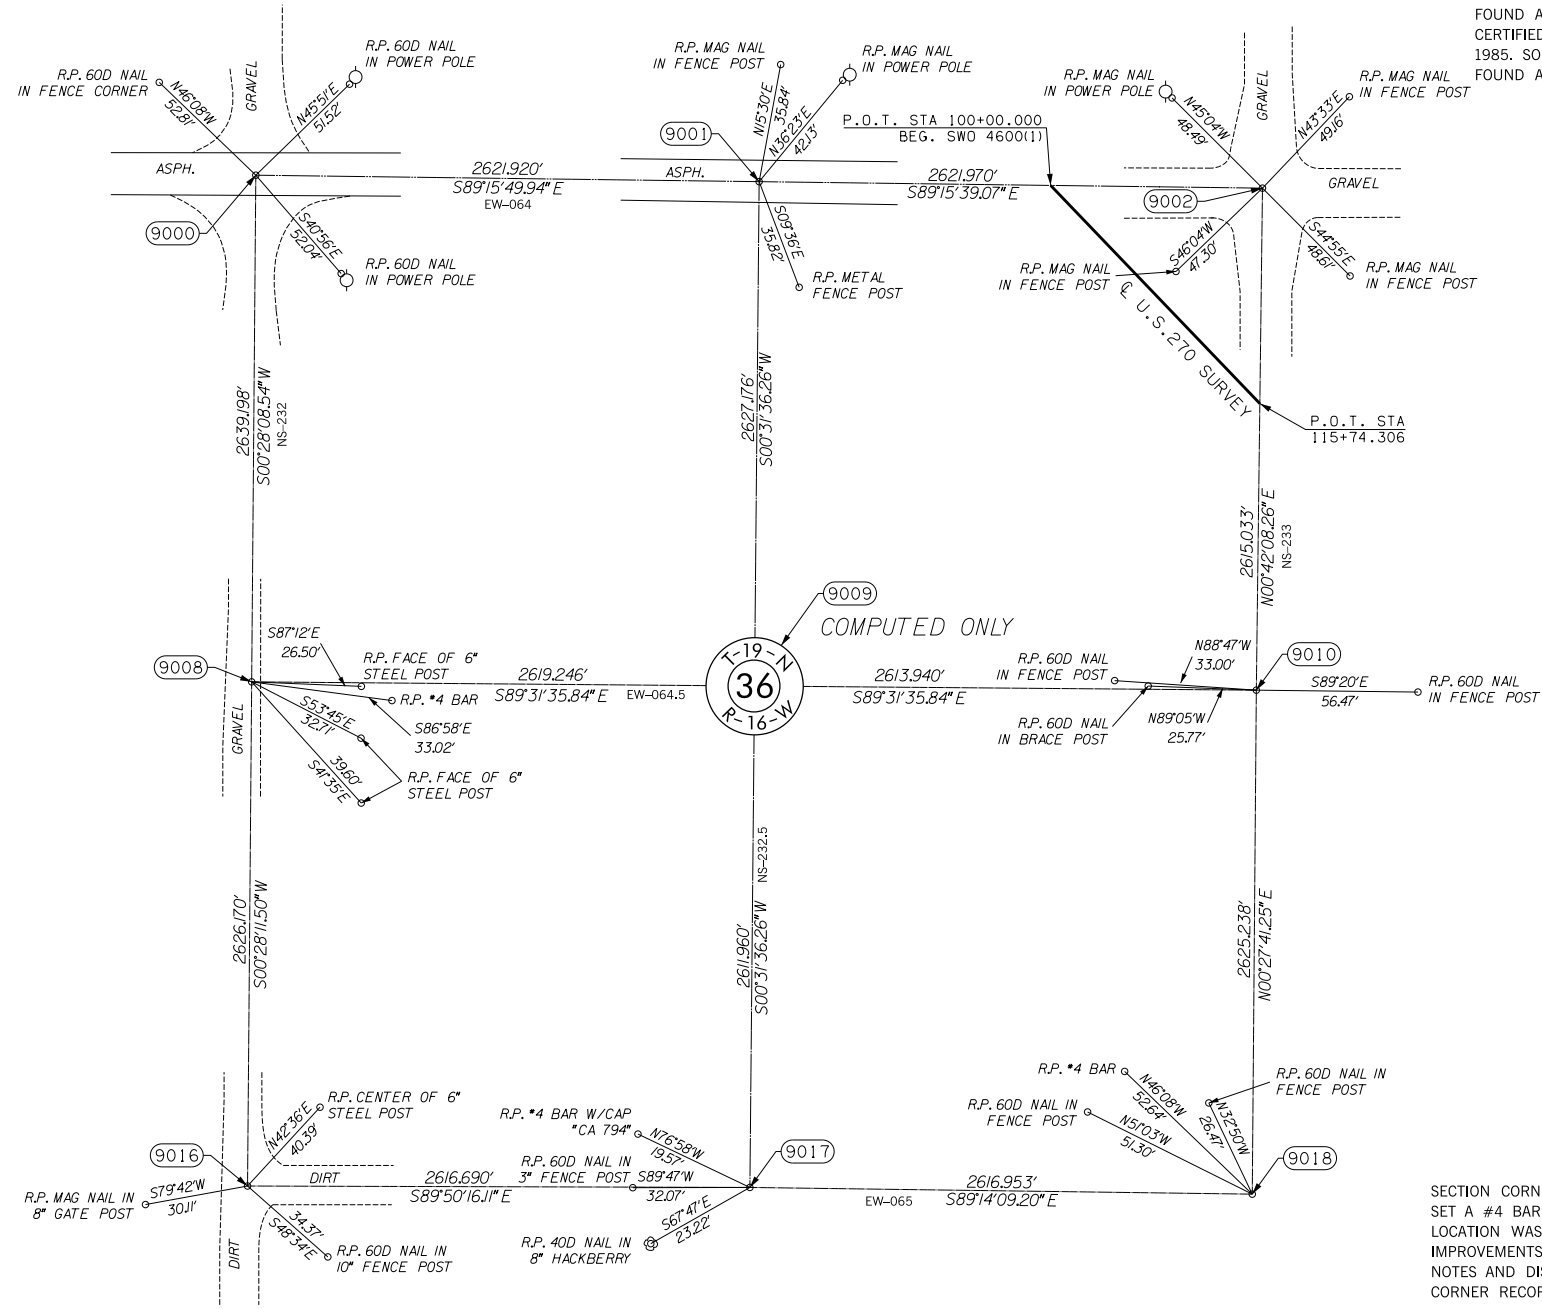 FOUND A
CERTIFIED
1985. SO
FOUND A
R.P. 60D NAIL
IN FENCE CORNER
N46°08'W
52.81'
GRAVEL
R.P. 60D NAIL
IN POWER POLE
N45°51'E
51.52'
R.P. MAG NAIL
IN FENCE POST
N15°30'E
35.84'
R.P. MAG NAIL
IN POWER POLE
N36°23'E
42.13'
R.P. MAG NAIL
IN POWER POLE
N45°04'W
48.49'
GRAVEL
R.P. MAG NAIL
IN FENCE POST
N43°33'E
49.16'
P.O.T. STA 100+00.000
BEG. SWO 4600(1)
9001
ASPH.
2621.920'
S89°15'49.94" E
EW-064
ASPH.
2621.970'
S89°15'39.07" E
GRAVEL
9002
9000
S40°56'E
52.04'
R.P. 60D NAIL
IN POWER POLE
S09°36'E
35.82'
R.P. METAL
FENCE POST
R.P. MAG NAIL
IN FENCE POST
S46°04'W
47.30'
S44°55'E
48.61'
R.P. MAG NAIL
IN FENCE POST
℄ U.S.270 SURVEY
P.O.T. STA
115+74.306
2639.198'
S00°28'08.54" W
NS-232
2627.176'
S00°31'36.26" W
2615.033'
N00°42'08.26" E
NS-233
9009
COMPUTED ONLY
9008
S87°12'E
26.50'
R.P. FACE OF 6"
STEEL POST
R.P. #4 BAR
S86°58'E
33.02'
S53°45'E
32.71'
39.60'
S41°35'E
R.P. FACE OF 6"
STEEL POST
GRAVEL
2619.246'
S89°31'35.84" E
EW-064.5
T-19-N
36
R-16-W
2613.940'
S89°31'35.84" E
R.P. 60D NAIL
IN FENCE POST
N88°47'W
33.00'
9010
R.P. 60D NAIL
IN BRACE POST
N89°05'W
25.77'
S89°20'E
56.47'
R.P. 60D NAIL
IN FENCE POST
2626.170'
S00°28'11.50" W
2611.960'
S00°31'36.26" W
NS-232.5
2625.238'
N00°27'41.25" E
9016
R.P. CENTER OF 6"
STEEL POST
N42°36'E
40.39'
R.P. MAG NAIL IN
8" GATE POST
S79°42'W
30.11'
DIRT
34.37'
S48°34'E
R.P. 60D NAIL IN
10" FENCE POST
DIRT
2616.690'
S89°50'16.11" E
R.P. #4 BAR W/CAP
"CA 794"
N76°58'W
19.57'
R.P. 60D NAIL IN
3" FENCE POST
S89°47'W
32.07'
S67°47'E
23.22'
R.P. 40D NAIL IN
8" HACKBERRY
9017
2616.953'
S89°14'09.20" E
EW-065
R.P. #4 BAR
N46°08'W
52.64'
R.P. 60D NAIL IN
FENCE POST
N51°03'W
51.30'
R.P. 60D NAIL IN
FENCE POST
N32°50'W
26.47'
9018
SECTION CORN
SET A #4 BAR
LOCATION WAS
IMPROVEMENTS
NOTES AND DIS
CORNER RECOR